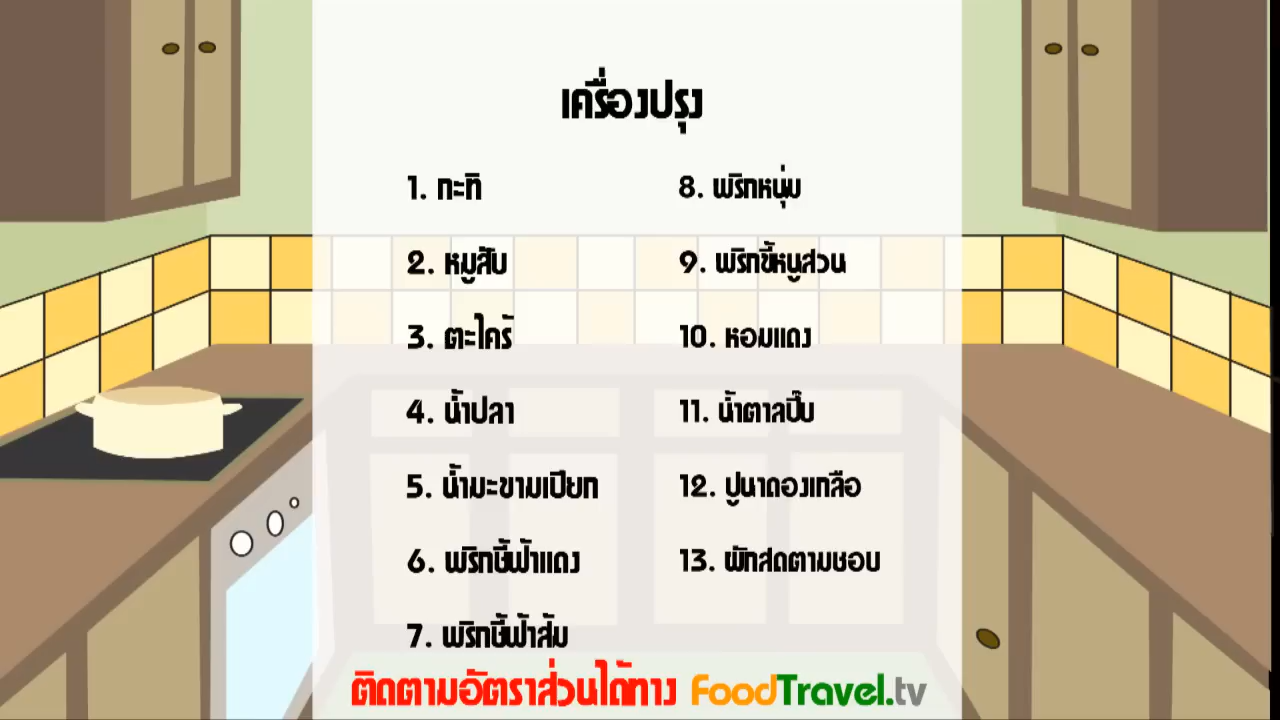 เครื่องปรุง
1. กะทิ
2. หมูสับ
3. ตะไคร้
4. น้ำปลา
5. น้ำมะขามเปียก
6. พริกชี้ฟ้าแดง
7. พริกชี้ฟ้าส้ม
8. พริกหนุ่ม
9. พริกขี้หนูสวน
10. หอมแดง
11. น้ำตาลปี๊บ
12. ปูนาดองเกลือ
13. ผักสดตามชอบ
ติดตามอัตราส่วนได้ทาง FoodTravel.tv